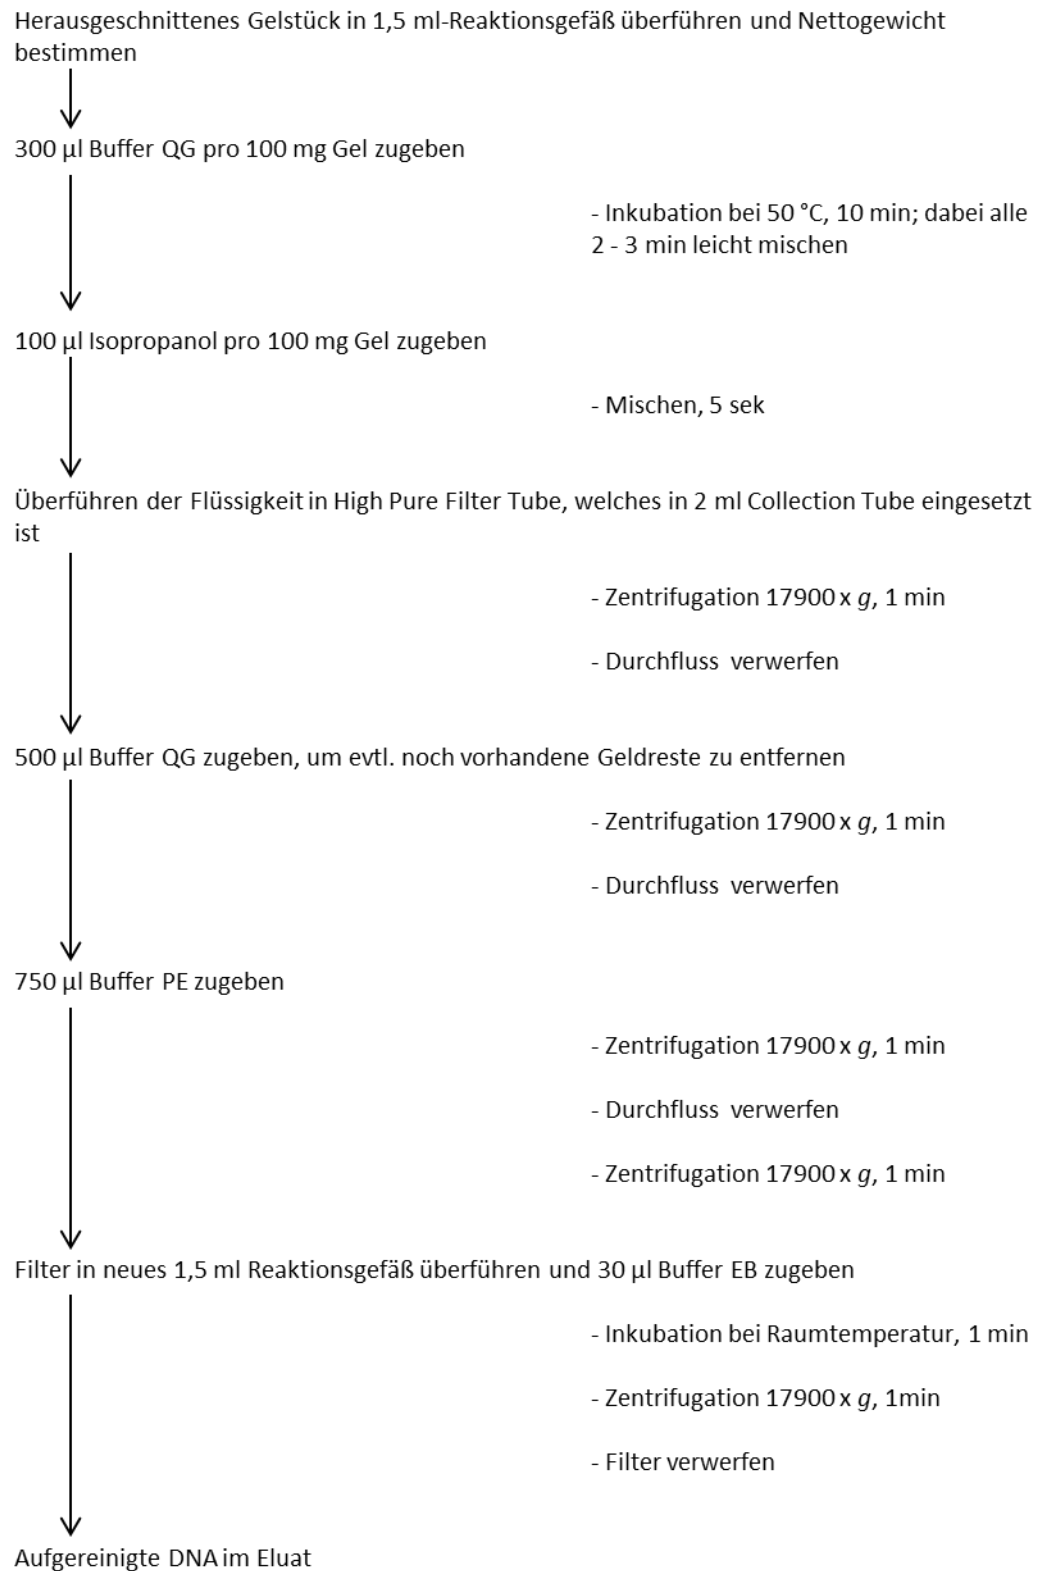 Herausgeschnittenes Gelstück in 1,5 ml-Reaktionsgefäß überführen und Nettogewicht
bestimmen
300 µl Buffer QG pro 100 mg Gel zugeben
- Inkubation bei 50 °C, 10 min; dabei alle
2 - 3 min leicht mischen
100 µl Isopropanol pro 100 mg Gel zugeben
- Mischen, 5 sek
Überführen der Flüssigkeit in High Pure Filter Tube, welches in 2 ml Collection Tube eingesetzt
ist
- Zentrifugation 17900 x g, 1 min
- Durchfluss verwerfen
500 µl Buffer QG zugeben, um evtl. noch vorhandene Geldreste zu entfernen
- Zentrifugation 17900 x g, 1 min
- Durchfluss verwerfen
750 µl Buffer PE zugeben
- Zentrifugation 17900 x g, 1 min
- Durchfluss verwerfen
- Zentrifugation 17900 x g, 1 min
Filter in neues 1,5 ml Reaktionsgefäß überführen und 30 µl Buffer EB zugeben
- Inkubation bei Raumtemperatur, 1 min
- Zentrifugation 17900 x g, 1min
- Filter verwerfen
Aufgereinigte DNA im Eluat